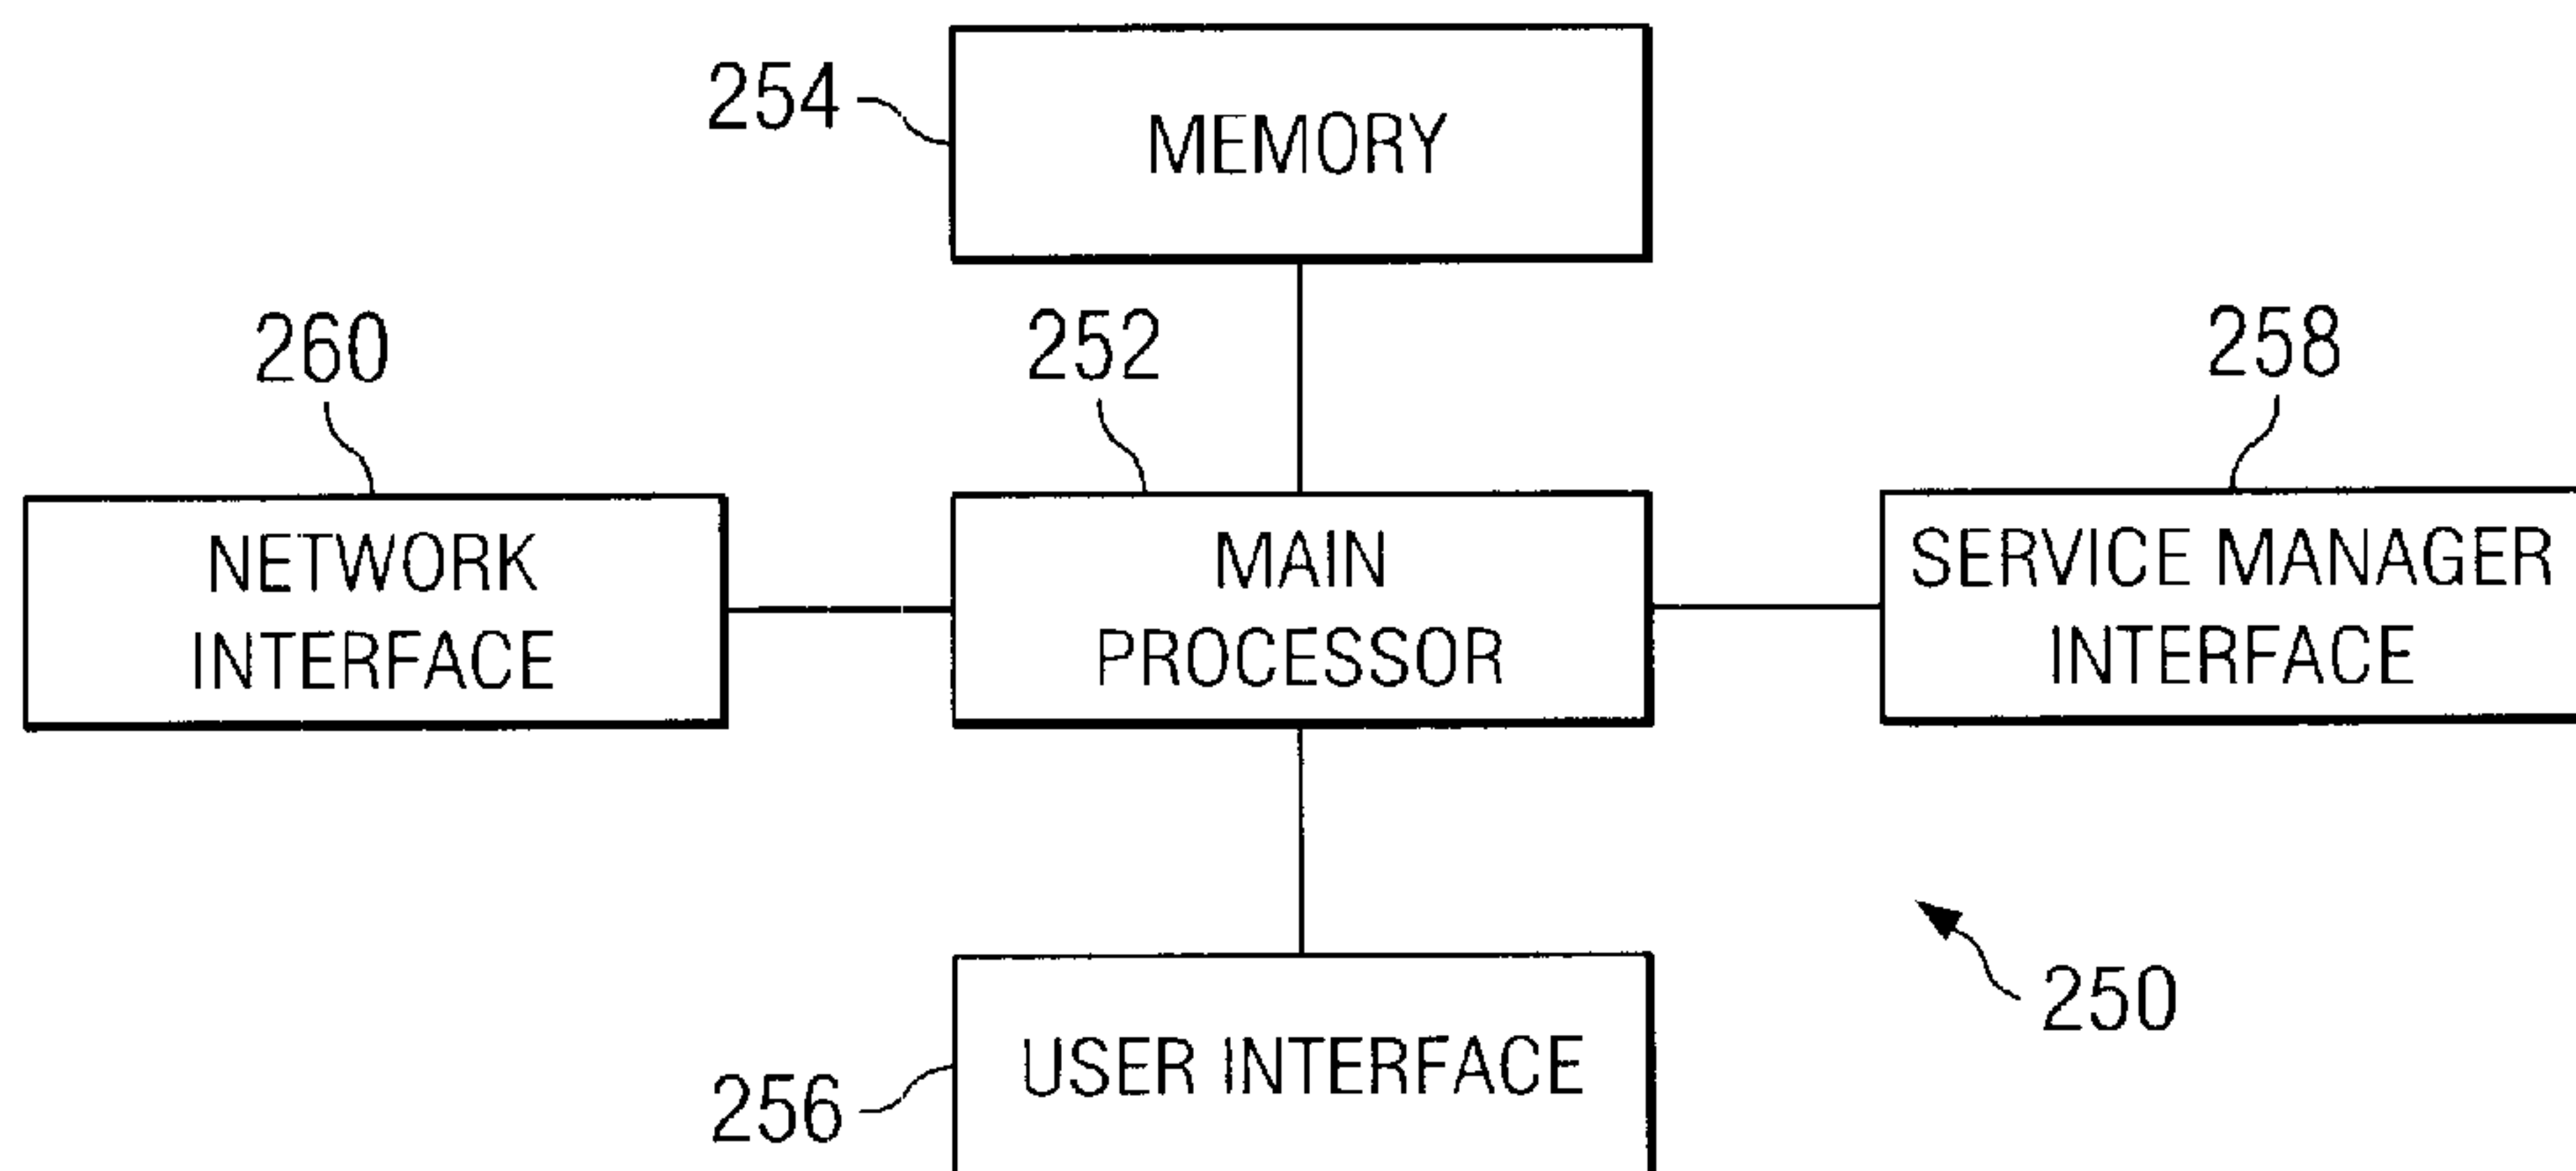 254
MEMORY
260
252
258
NETWORK
INTERFACE
MAIN
PROCESSOR
SERVICE MANAGER
INTERFACE
250
256
USER INTERFACE